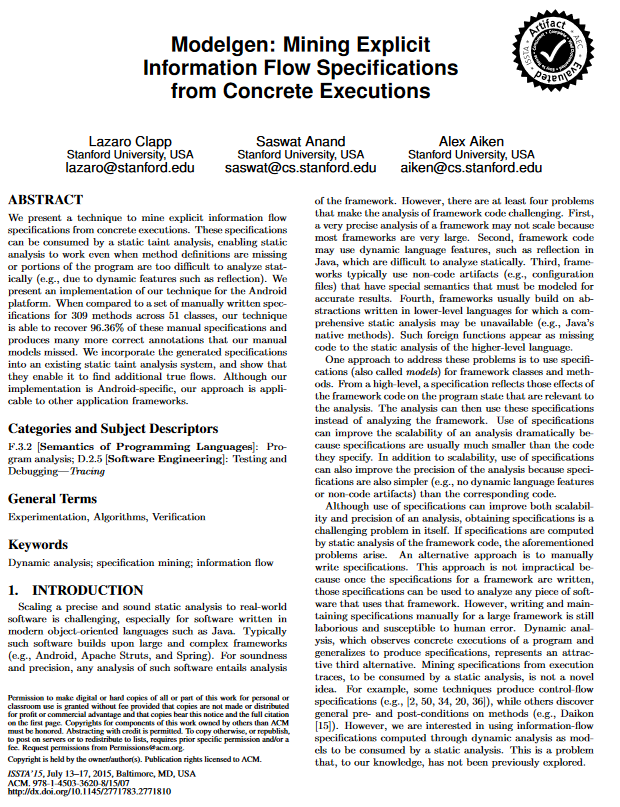 Modelgen: Mining Explicit
Information Flow Specifications
from Concrete Executions
Artifact
Evaluated
ISSTA
AEC
Lazaro Clapp
Stanford University, USA
lazaro@stanford.edu
Saswat Anand
Stanford University, USA
saswat@cs.stanford.edu
Alex Aiken
Stanford University, USA
aiken@cs.stanford.edu
ABSTRACT
We present a technique to mine explicit information flow
specifications from concrete executions. These specifications
can be consumed by a static taint analysis, enabling static
analysis to work even when method definitions are missing
or portions of the program are too difficult to analyze stat-
ically (e.g., due to dynamic features such as reflection). We
present an implementation of our technique for the Android
platform. When compared to a set of manually written spec-
ifications for 309 methods across 51 classes, our technique
is able to recover 96.36% of these manual specifications and
produces many more correct annotations that our manual
models missed. We incorporate the generated specifications
into an existing static taint analysis system, and show that
they enable it to find additional true flows. Although our
implementation is Android-specific, our approach is appli-
cable to other application frameworks.
Categories and Subject Descriptors
F.3.2 [Semantics of Programming Languages]: Pro-
gram analysis; D.2.5 [Software Engineering]: Testing and
Debugging—Tracing
General Terms
Experimentation, Algorithms, Verification
Keywords
Dynamic analysis; specification mining; information flow
1. INTRODUCTION
Scaling a precise and sound static analysis to real-world
software is challenging, especially for software written in
modern object-oriented languages such as Java. Typically
such software builds upon large and complex frameworks
(e.g., Android, Apache Struts, and Spring). For soundness
and precision, any analysis of such software entails analysis
Permission to make digital or hard copies of all or part of this work for personal or
classroom use is granted without fee provided that copies are not made or distributed
for profit or commercial advantage and that copies bear this notice and the full citation
on the first page. Copyrights for components of this work owned by others than ACM
must be honored. Abstracting with credit is permitted. To copy otherwise, or republish,
to post on servers or to redistribute to lists, requires prior specific permission and/or a
fee. Request permissions from Permissions@acm.org.
Copyright is held by the owner/author(s). Publication rights licensed to ACM.
ISSTA'15, July 13–17, 2015, Baltimore, MD, USA
ACM. 978-1-4503-3620-8/15/07
http://dx.doi.org/10.1145/2771783.2771810
of the framework. However, there are at least four problems
that make the analysis of framework code challenging. First,
a very precise analysis of a framework may not scale because
most frameworks are very large. Second, framework code
may use dynamic language features, such as reflection in
Java, which are difficult to analyze statically. Third, frame-
works typically use non-code artifacts (e.g., configuration
files) that have special semantics that must be modeled for
accurate results. Fourth, frameworks usually build on ab-
stractions written in lower-level languages for which a com-
prehensive static analysis may be unavailable (e.g., Java's
native methods). Such foreign functions appear as missing
code to the static analysis of the higher-level language.
One approach to address these problems is to use specifi-
cations (also called models) for framework classes and meth-
ods. From a high-level, a specification reflects those effects of
the framework code on the program state that are relevant to
the analysis. The analysis can then use these specifications
instead of analyzing the framework. Use of specifications
can improve the scalability of an analysis dramatically be-
cause specifications are usually much smaller than the code
they specify. In addition to scalability, use of specifications
can also improve the precision of the analysis because speci-
fications are also simpler (e.g., no dynamic language features
or non-code artifacts) than the corresponding code.
Although use of specifications can improve both scalabil-
ity and precision of an analysis, obtaining specifications is a
challenging problem in itself. If specifications are computed
by static analysis of the framework code, the aforementioned
problems arise. An alternative approach is to manually
write specifications. This approach is not impractical be-
cause once the specifications for a framework are written,
those specifications can be used to analyze any piece of soft-
ware that uses that framework. However, writing and main-
taining specifications manually for a large framework is still
laborious and susceptible to human error. Dynamic anal-
ysis, which observes concrete executions of a program and
generalizes to produce specifications, represents an attrac-
tive third alternative. Mining specifications from execution
traces, to be consumed by a static analysis, is not a novel
idea. For example, some techniques produce control-flow
specifications (e.g., [2, 50, 34, 20, 36]), while others discover
general pre- and post-conditions on methods (e.g., Daikon
[15]). However, we are interested in using information-flow
specifications computed through dynamic analysis as mod-
els to be consumed by a static analysis. This is a problem
that, to our knowledge, has not been previously explored.